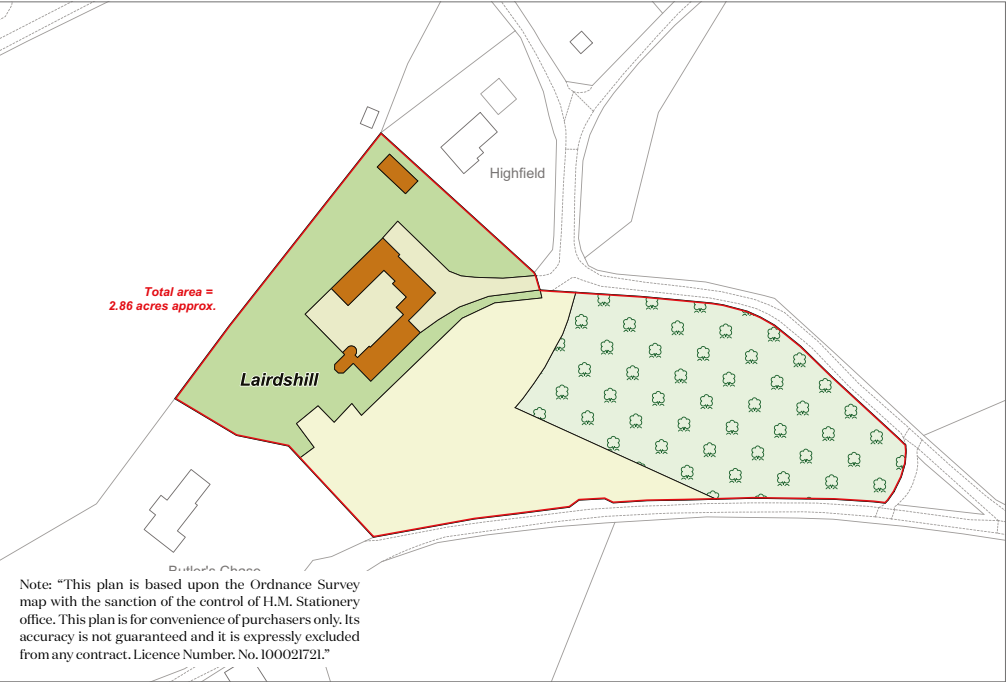 Highfield
Total area =
2.86 acres approx.
Lairdshill
Butler's Chase
Note: “This plan is based upon the Ordnance Survey
map with the sanction of the control of H.M. Stationery
office. This plan is for convenience of purchasers only. Its
accuracy is not guaranteed and it is expressly excluded
from any contract. Licence Number. No. 100021721.”